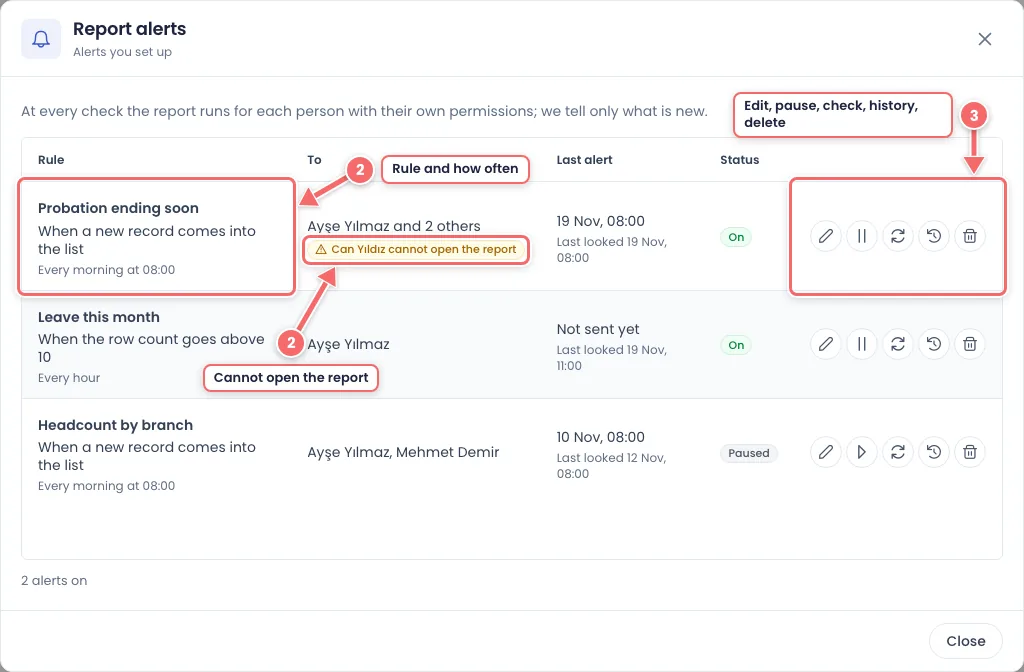 Report alerts
Alerts you set up
At every check the report runs for each person with their own permissions; we tell only what is new.
Edit, pause, check, history,
delete
3
Rule
To
Last alert
Status
2
Rule and how often
Probation ending soon
When a new record comes into
the list
Every morning at 08:00
Ayşe Yılmaz and 2 others
Can Yıldız cannot open the report
19 Nov, 08:00
Last looked 19 Nov,
08:00
On
Leave this month
When the row count goes above
10
Every hour
2
Ayşe Yılmaz
Cannot open the report
Not sent yet
Last looked 19 Nov,
11:00
On
Headcount by branch
When a new record comes into
the list
Every morning at 08:00
Ayşe Yılmaz, Mehmet Demir
10 Nov, 08:00
Last looked 12 Nov,
08:00
Paused
2 alerts on
Close